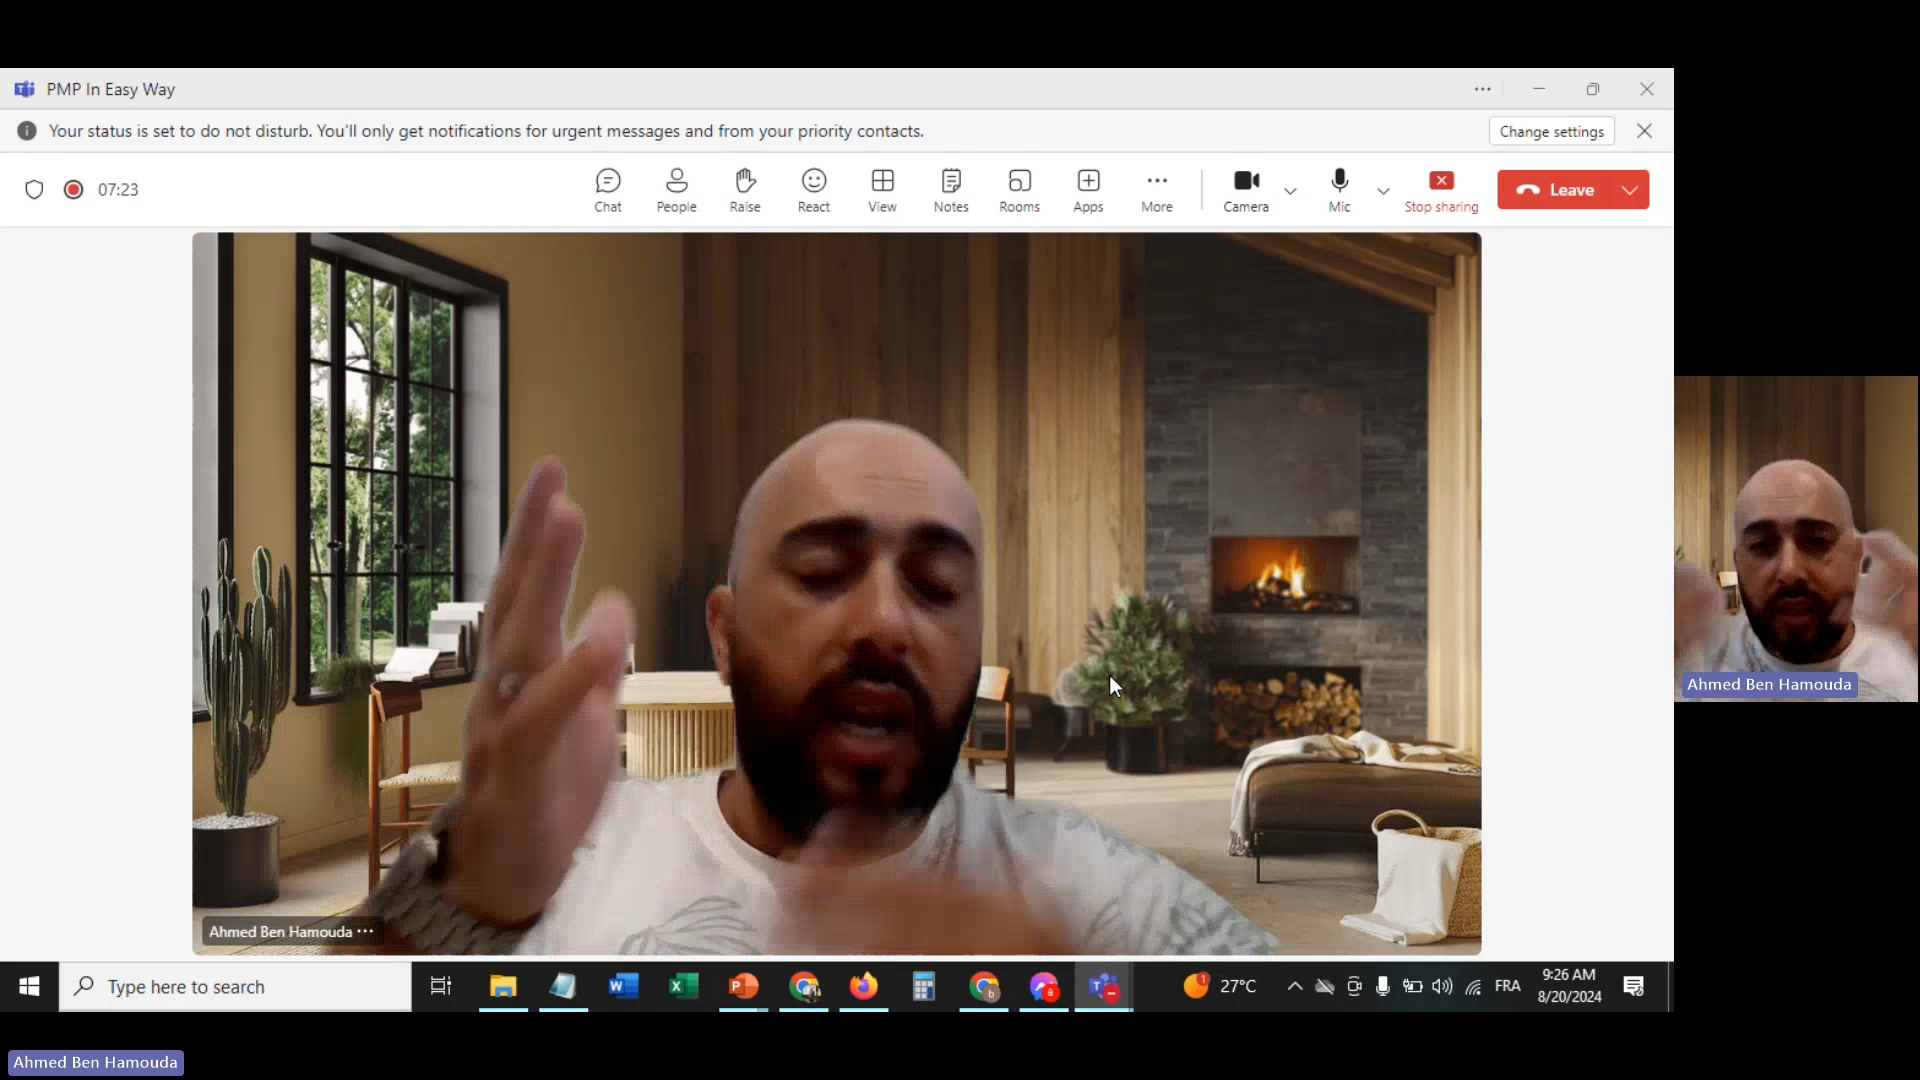 PMP In Easy Way
Your status is set to do not disturb. You'll only get notifications for urgent messages and from your priority contacts.
Change settings
07:23
Chat
People
Raise
React
View
Notes
Rooms
Apps
More
Camera
Mic
Stop sharing
Leave
Ahmed Ben Hamouda
Ahmed Ben Hamouda
Type here to search
27°C
FRA
9:26 AM
8/20/2024
Ahmed Ben Hamouda